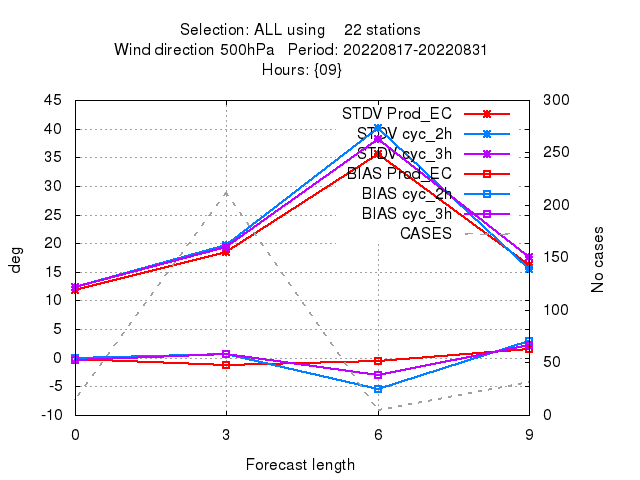 Selection: ALL using 22 stations
Wind direction 500hPa Period: 20220817-20220831
Hours: {09}
45
40
35
30
25
20
15
10
5
0
-5
-10
deg
STDV Prod_EC
STDV cyc_2h
STDV cyc_3h
BIAS Prod_EC
BIAS cyc_2h
BIAS cyc_3h
CASES
300
250
200
150
100
50
0
No cases
0 3 6 9
Forecast length